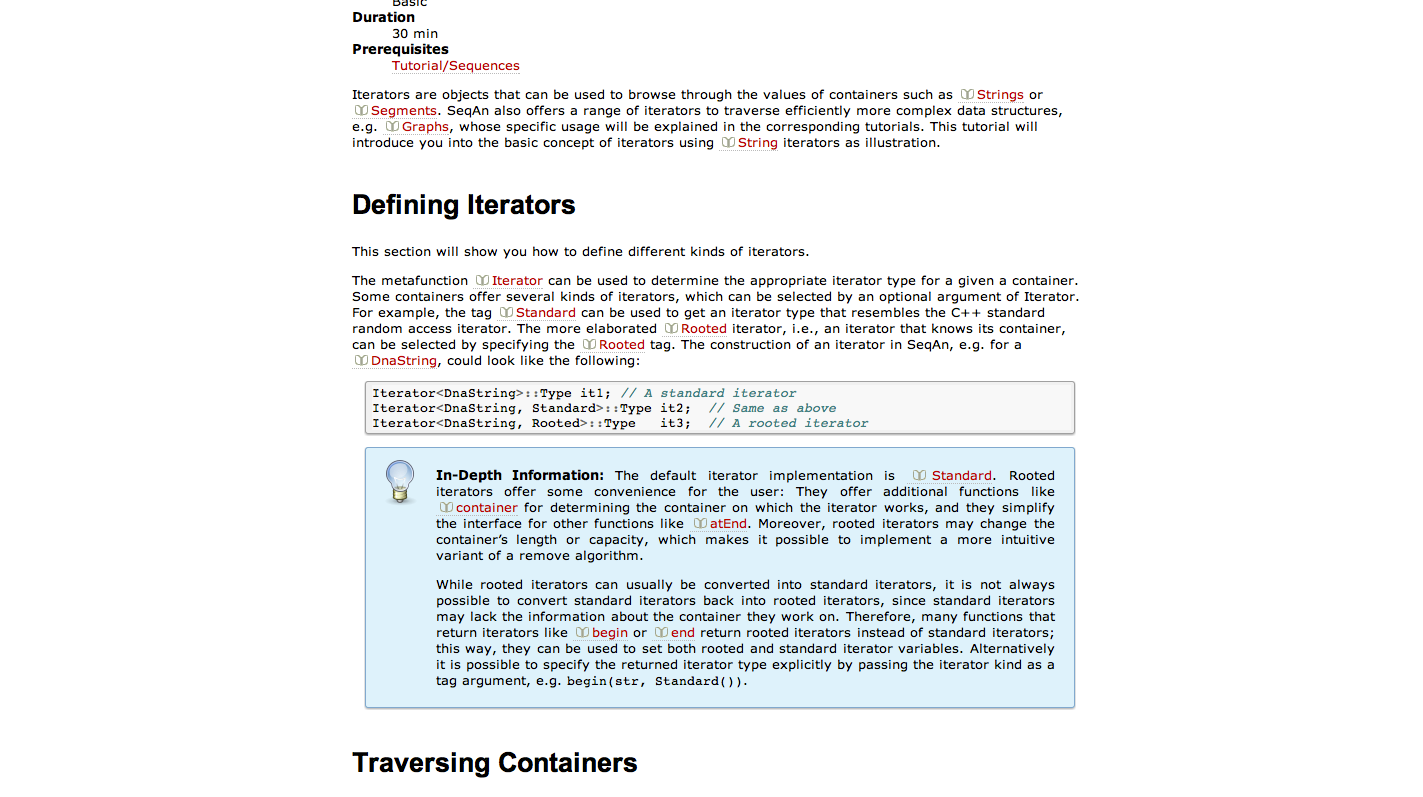 Basic
Duration
30 min
Prerequisites
Tutorial/Sequences
Iterators are objects that can be used to browse through the values of containers such as Strings or
Segments. SeqAn also offers a range of iterators to traverse efficiently more complex data structures,
e.g. Graphs, whose specific usage will be explained in the corresponding tutorials. This tutorial will
introduce you into the basic concept of iterators using String iterators as illustration.
Defining Iterators
This section will show you how to define different kinds of iterators.
The metafunction Iterator can be used to determine the appropriate iterator type for a given a container.
Some containers offer several kinds of iterators, which can be selected by an optional argument of Iterator.
For example, the tag Standard can be used to get an iterator type that resembles the C++ standard
random access iterator. The more elaborated Rooted iterator, i.e., an iterator that knows its container,
can be selected by specifying the Rooted tag. The construction of an iterator in SeqAn, e.g. for a
DnaString, could look like the following:
Iterator<DnaString>::Type it1; // A standard iterator
Iterator<DnaString, Standard>::Type it2;  // Same as above
Iterator<DnaString, Rooted>::Type   it3;  // A rooted iterator
In-Depth Information: The default iterator implementation is Standard. Rooted
iterators offer some convenience for the user: They offer additional functions like
container for determining the container on which the iterator works, and they simplify
the interface for other functions like atEnd. Moreover, rooted iterators may change the
container's length or capacity, which makes it possible to implement a more intuitive
variant of a remove algorithm.
While rooted iterators can usually be converted into standard iterators, it is not always
possible to convert standard iterators back into rooted iterators, since standard iterators
may lack the information about the container they work on. Therefore, many functions that
return iterators like begin or end return rooted iterators instead of standard iterators;
this way, they can be used to set both rooted and standard iterator variables. Alternatively
it is possible to specify the returned iterator type explicitly by passing the iterator kind as a
tag argument, e.g. begin(str, Standard()).
Traversing Containers